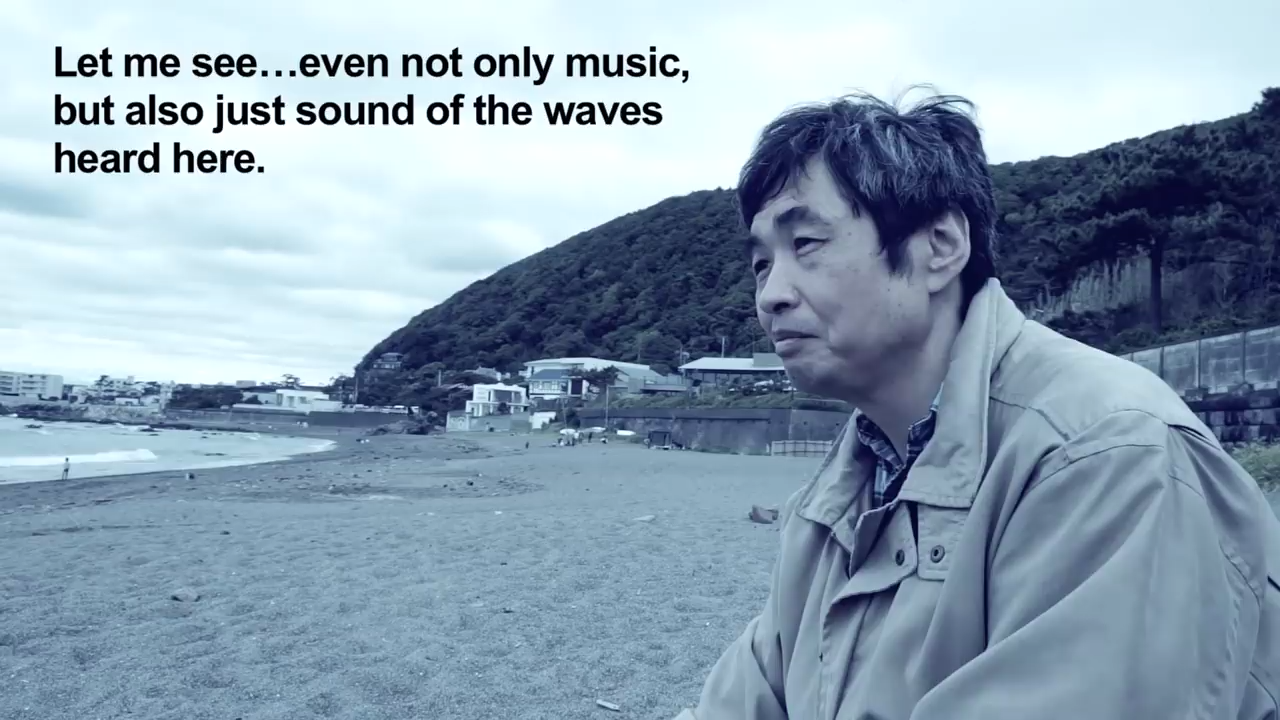 Let me see…even not only music,
but also just sound of the waves
heard here.